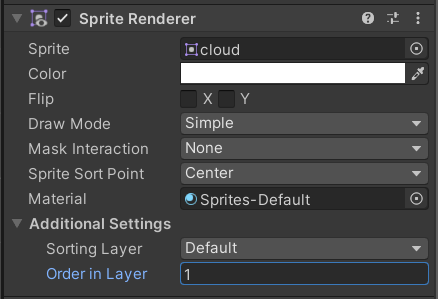 Sprite Renderer
Sprite cloud
Color
Flip X Y
Draw Mode Simple
Mask Interaction None
Sprite Sort Point Center
Material Sprites-Default
Additional Settings
Sorting Layer Default
Order in Layer 1